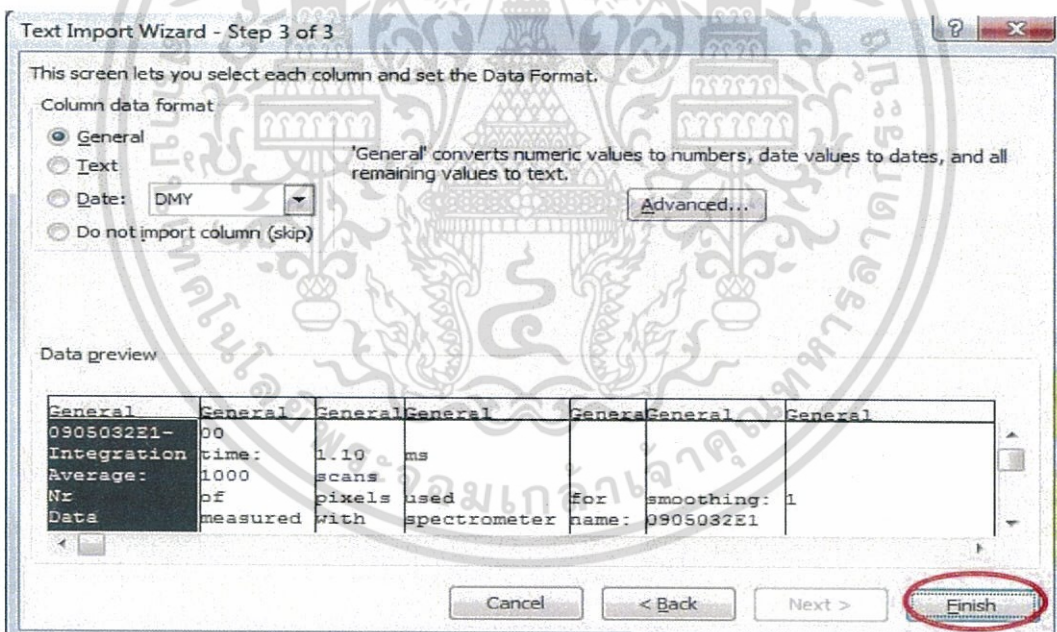 Text Import Wizard - Step 3 of 3
This screen lets you select each column and set the Data Format.
Column data format
General
Text
Date: DMY
Do not import column (skip)
'General' converts numeric values to numbers, date values to dates, and all
remaining values to text.
Advanced...
Data preview
General General General General General General General
0905032E1- 00
Integration time: 1.10 ms
Average: 1000 scans
Nr of pixels used for smoothing: 1
Data measured with spectrometer name: 0905032E1
Cancel < Back Next > Finish